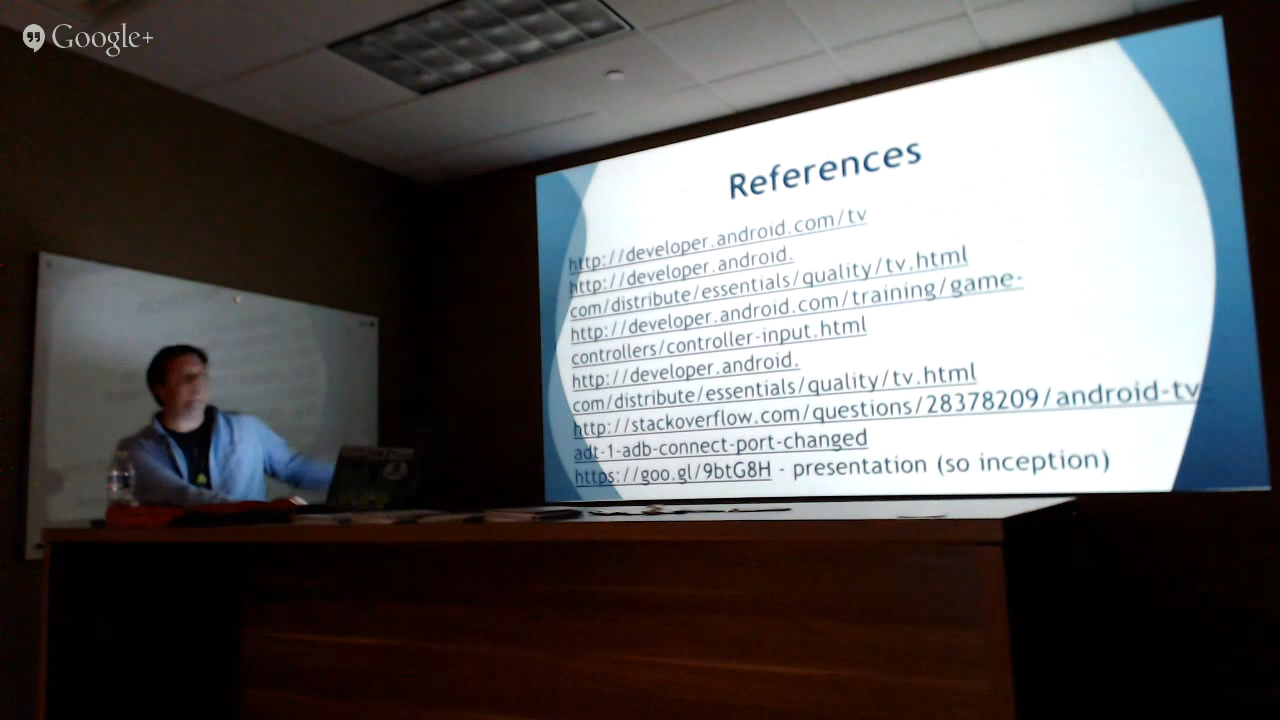 Google+
References
http://developer.android.com/tv
http://developer.android.
com/distribute/essentials/quality/tv.html
http://developer.android.com/training/game-
controllers/controller-input.html
http://developer.android.
com/distribute/essentials/quality/tv.html
http://stackoverflow.com/questions/28378209/android-tv-
adt-1-adb-connect-port-changed
https://goo.gl/9btG8H - presentation (so inception)